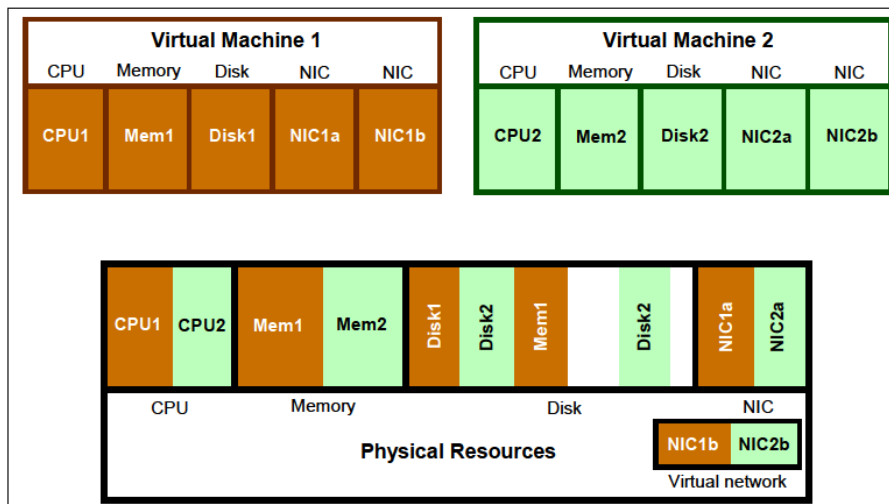 Virtual Machine 1
CPU Memory Disk NIC NIC
CPU1 Mem1 Disk1 NIC1a NIC1b
Virtual Machine 2
CPU Memory Disk NIC NIC
CPU2 Mem2 Disk2 NIC2a NIC2b
CPU1 CPU2 Mem1 Mem2 Disk1 Disk2 Mem1 Disk2 NIC1a NIC2a
CPU Memory Disk NIC
Physical Resources
NIC1b NIC2b
Virtual network